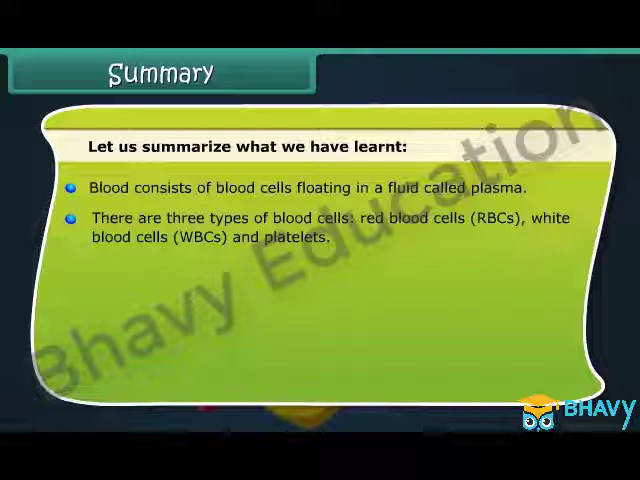 Summary
Let us summarize what we have learnt:
Blood consists of blood cells floating in a fluid called plasma.
There are three types of blood cells: red blood cells (RBCs), white
blood cells (WBCs) and platelets.
Bhavy Education
BHAVY